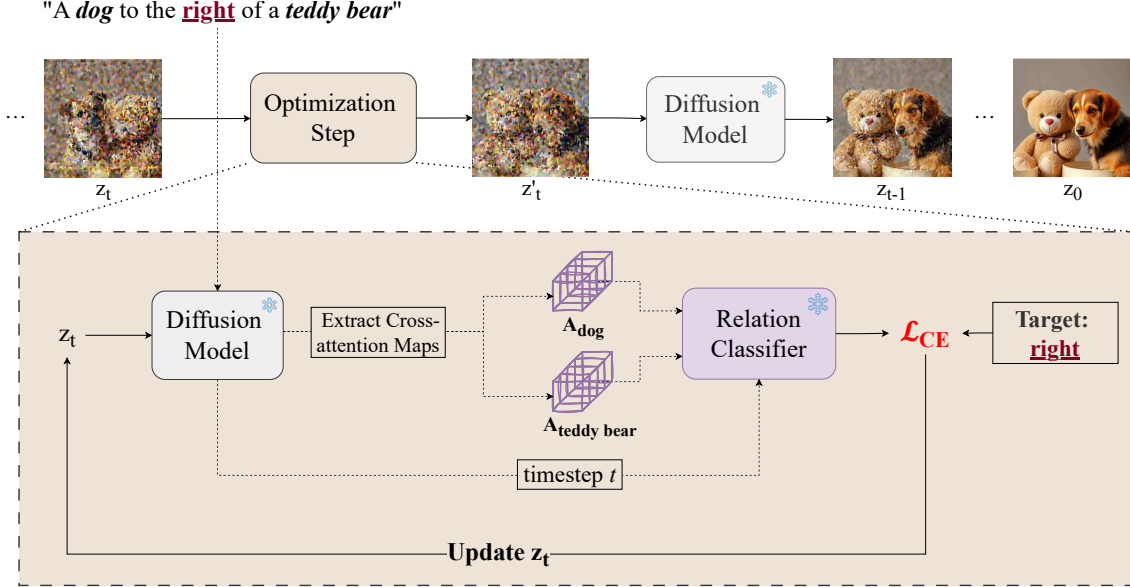 "A dog to the right of a teddy bear"
...
Optimization
Step
Diffusion
Model
...
z_t
z'_t
z_{t-1}
z_0
Diffusion
Model
Extract Cross-
attention Maps
A_dog
A_teddy bear
Relation
Classifier
z_t
ℒ_CE
Target:
right
timestep t
Update z_t